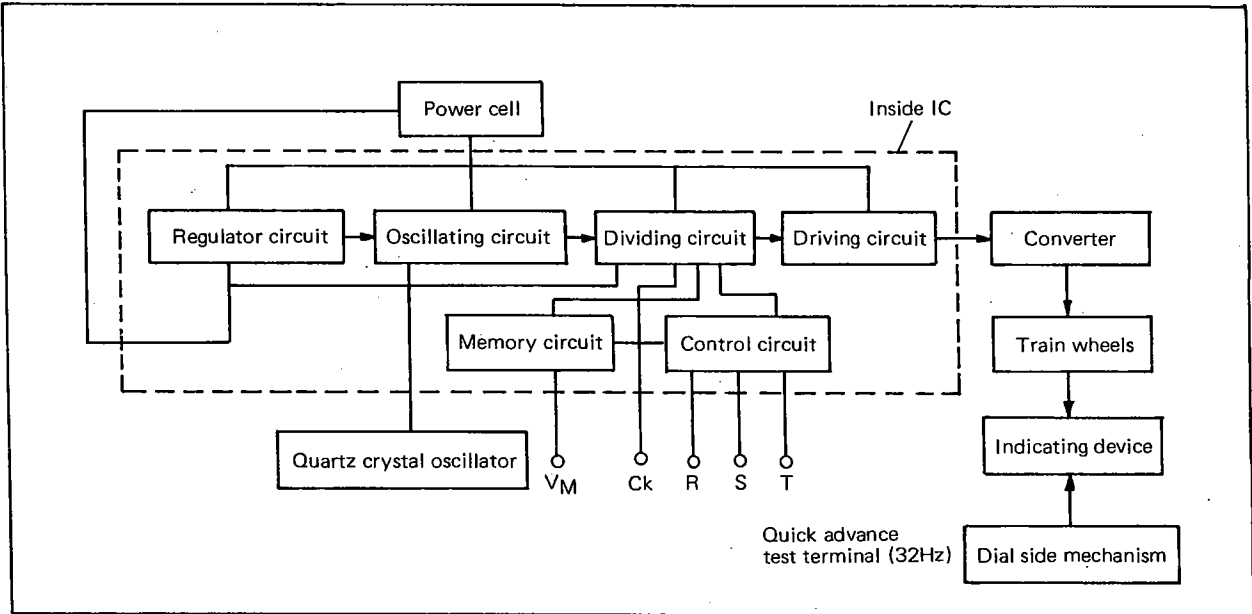 Power cell
Inside IC
Regulator circuit
Oscillating circuit
Dividing circuit
Driving circuit
Converter
Memory circuit
Control circuit
Train wheels
Quartz crystal oscillator
VM
Ck
R
S
T
Indicating device
Quick advance
test terminal (32Hz)
Dial side mechanism